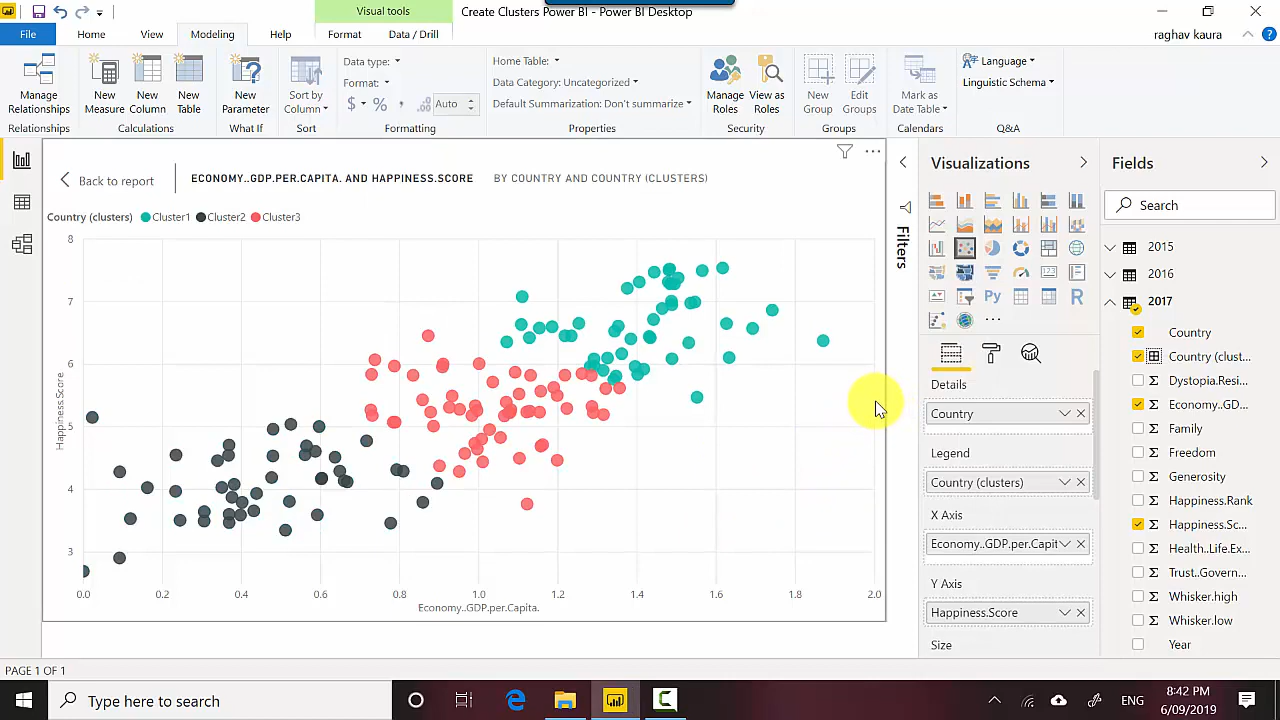 Visual tools
Create Clusters Power BI - Power BI Desktop
File Home View Modeling Help Format Data / Drill raghav kaura
Manage Relationships
New Measure
New Column
New Table
New Parameter
Sort by Column
Data type:
Format:
$ % , Auto
Home Table:
Data Category: Uncategorized
Default Summarization: Don't summarize
Manage Roles
View as Roles
New Group
Edit Groups
Mark as Date Table
Language
Linguistic Schema
Relationships Calculations What If Sort Formatting Properties Security Groups Calendars Q&A
Back to report
ECONOMY..GDP.PER.CAPITA. AND HAPPINESS.SCORE BY COUNTRY AND COUNTRY (CLUSTERS)
Country (clusters) Cluster1 Cluster2 Cluster3
Happiness.Score
8
7
6
5
4
3
0.0 0.2 0.4 0.6 0.8 1.0 1.2 1.4 1.6 1.8 2.0
Economy..GDP.per.Capita.
Filters
Visualizations
Py
R
...
Details
Country
Legend
Country (clusters)
X Axis
Economy..GDP.per.Capit
Y Axis
Happiness.Score
Size
Fields
Search
2015
2016
2017
Country
Country (clust...
Dystopia.Resi...
Economy..GD...
Family
Freedom
Generosity
Happiness.Rank
Happiness.Sc...
Health..Life.Ex...
Trust..Govern...
Whisker.high
Whisker.low
Year
PAGE 1 OF 1
Type here to search
ENG
8:42 PM
6/09/2019